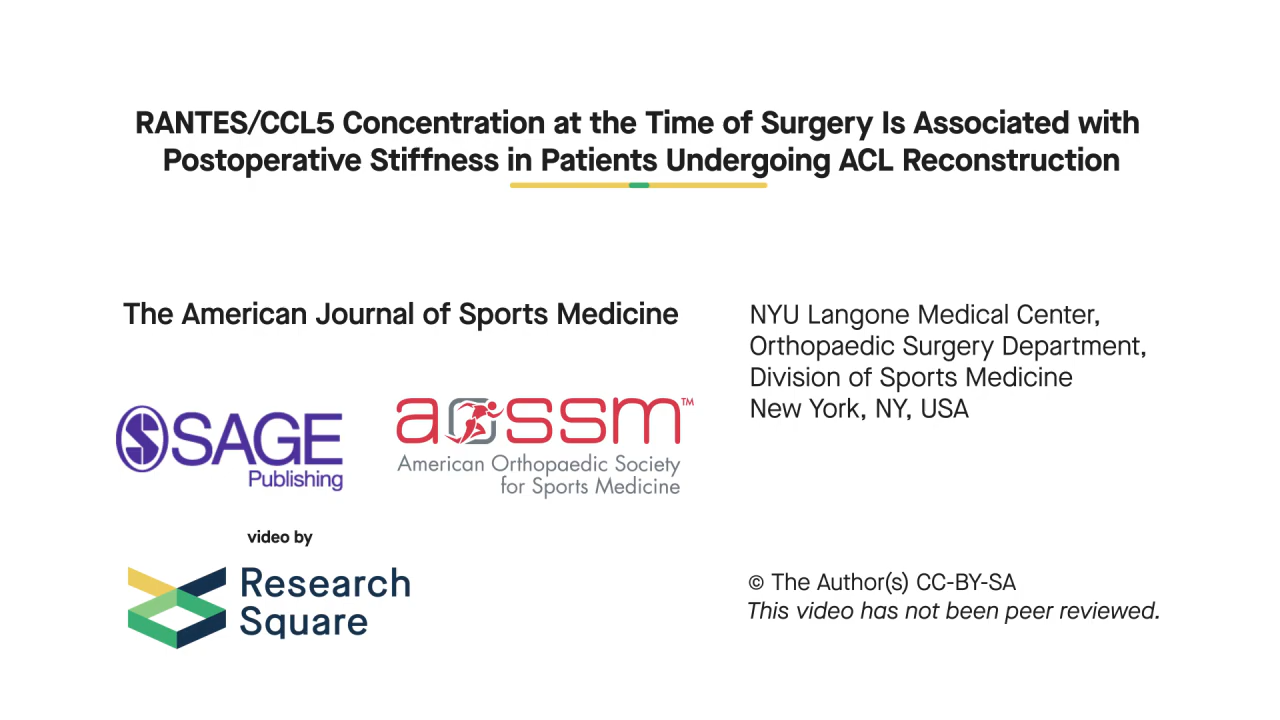 RANTES/CCL5 Concentration at the Time of Surgery Is Associated with
Postoperative Stiffness in Patients Undergoing ACL Reconstruction
The American Journal of Sports Medicine
SAGE
Publishing
aossm™
American Orthopaedic Society
for Sports Medicine
video by
Research
Square
NYU Langone Medical Center,
Orthopaedic Surgery Department,
Division of Sports Medicine
New York, NY, USA
© The Author(s) CC-BY-SA
This video has not been peer reviewed.